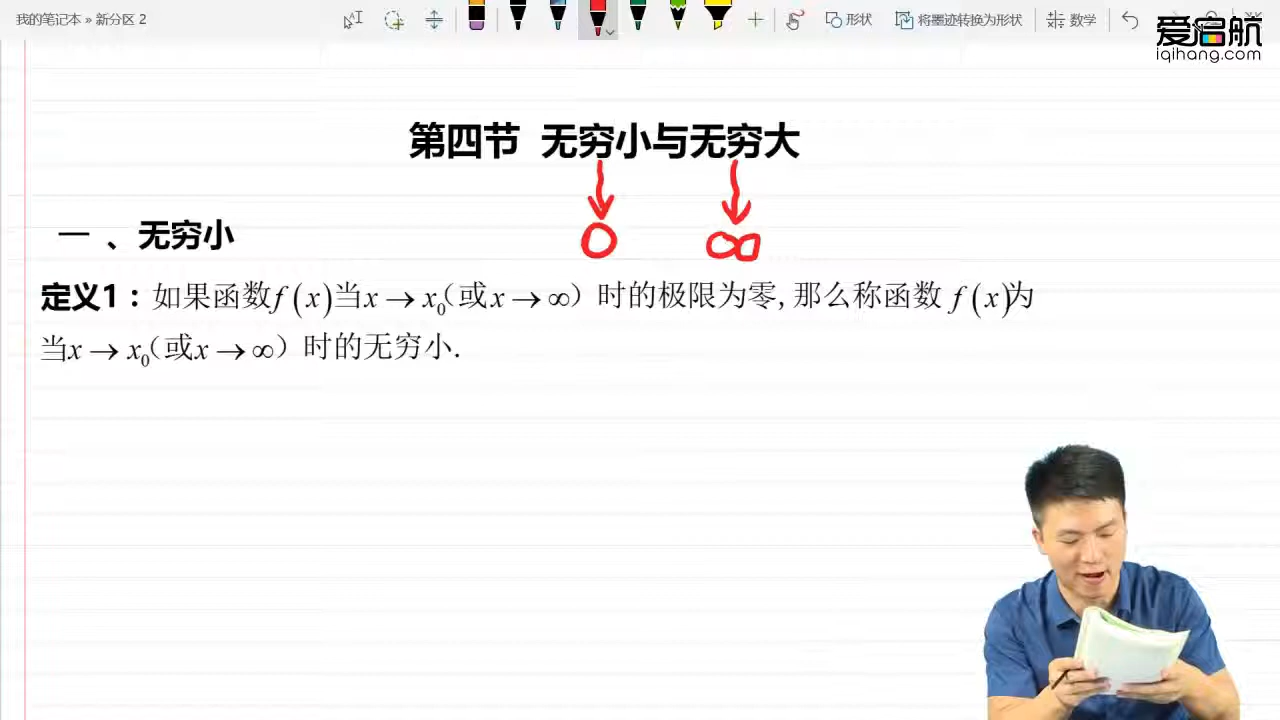 我的笔记本 » 新分区 2
形状 将墨迹转换为形状 数学
爱启航
iqihang.com
第四节 无穷小与无穷大
0 ∞
一 、无穷小
定义1：如果函数f(x)当x→x₀(或x→∞)时的极限为零,那么称函数 f(x)为
当x→x₀(或x→∞)时的无穷小.